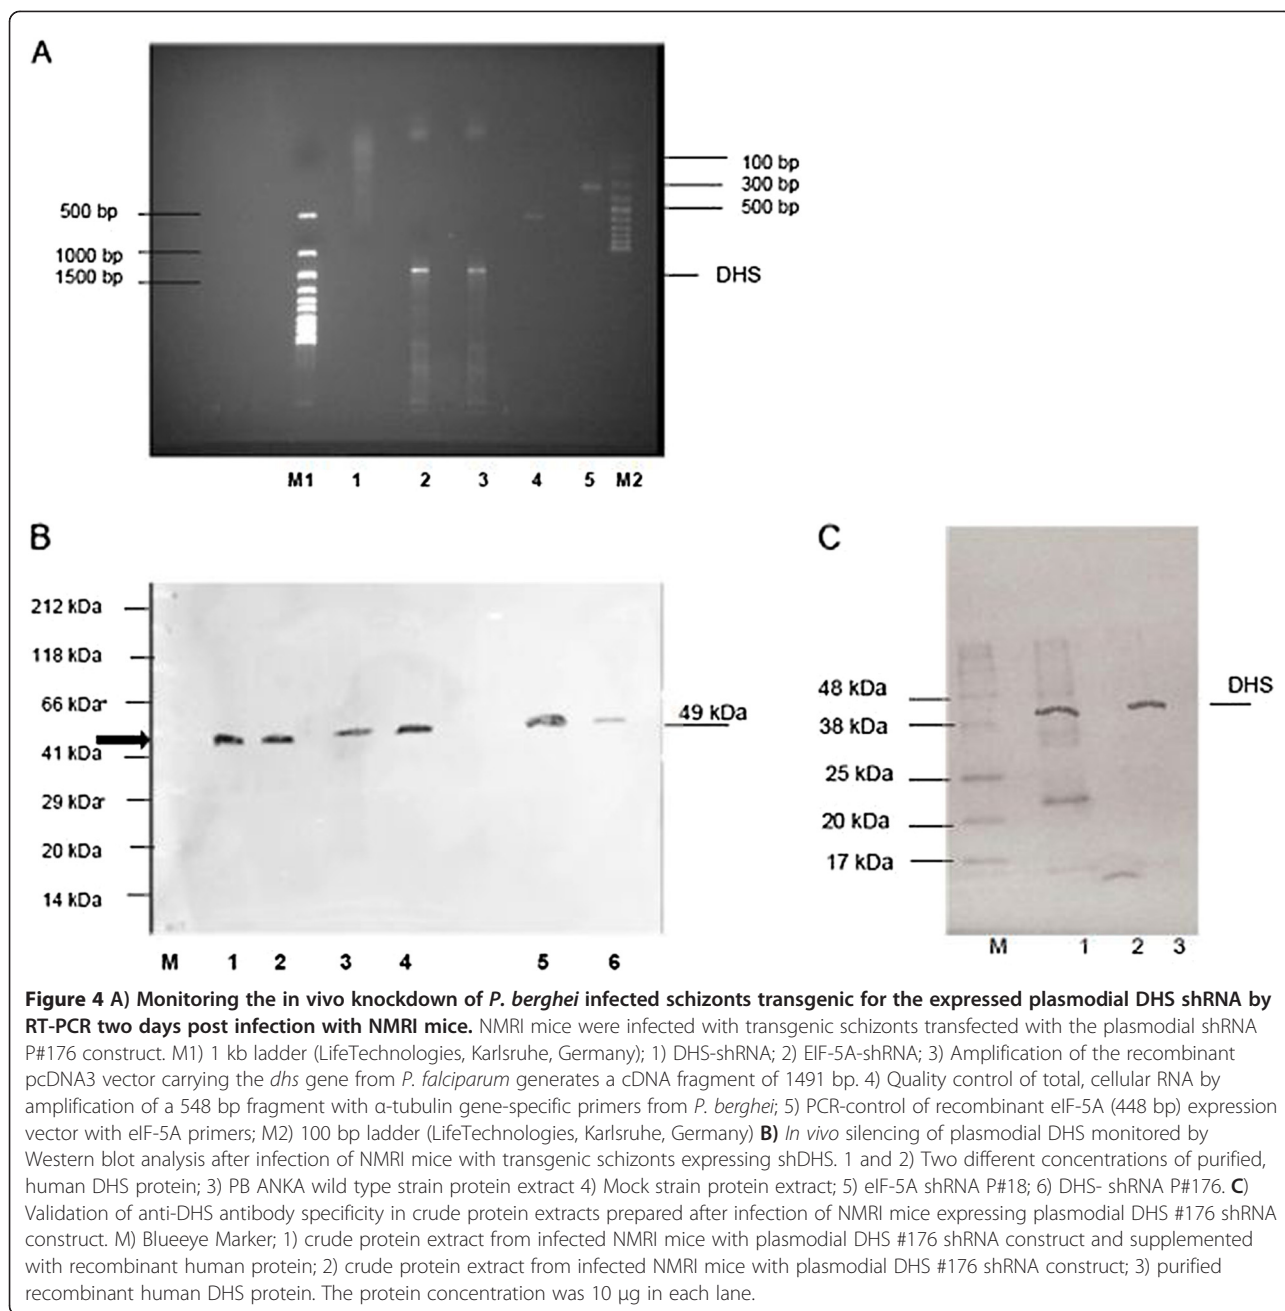 A
500 bp
1000 bp
1500 bp
100 bp
300 bp
500 bp
DHS
M1 1 2 3 4 5 M2
B
212 kDa
118 kDa
66 kDa
41 kDa
29 kDa
20 kDa
14 kDa
49 kDa
M 1 2 3 4 5 6
C
48 kDa
38 kDa
25 kDa
20 kDa
17 kDa
DHS
M 1 2 3
Figure 4 A) Monitoring the in vivo knockdown of P. berghei infected schizonts transgenic for the expressed plasmodial DHS shRNA by
RT-PCR two days post infection with NMRI mice. NMRI mice were infected with transgenic schizonts transfected with the plasmodial shRNA
P#176 construct. M1) 1 kb ladder (LifeTechnologies, Karlsruhe, Germany); 1) DHS-shRNA; 2) EIF-5A-shRNA; 3) Amplification of the recombinant
pcDNA3 vector carrying the dhs gene from P. falciparum generates a cDNA fragment of 1491 bp. 4) Quality control of total, cellular RNA by
amplification of a 548 bp fragment with α-tubulin gene-specific primers from P. berghei; 5) PCR-control of recombinant eIF-5A (448 bp) expression
vector with eIF-5A primers; M2) 100 bp ladder (LifeTechnologies, Karlsruhe, Germany) B) In vivo silencing of plasmodial DHS monitored by
Western blot analysis after infection of NMRI mice with transgenic schizonts expressing shDHS. 1 and 2) Two different concentrations of purified,
human DHS protein; 3) PB ANKA wild type strain protein extract 4) Mock strain protein extract; 5) eIF-5A shRNA P#18; 6) DHS- shRNA P#176. C)
Validation of anti-DHS antibody specificity in crude protein extracts prepared after infection of NMRI mice expressing plasmodial DHS #176 shRNA
construct. M) Blueeye Marker; 1) crude protein extract from infected NMRI mice with plasmodial DHS #176 shRNA construct and supplemented
with recombinant human protein; 2) crude protein extract from infected NMRI mice with plasmodial DHS #176 shRNA construct; 3) purified
recombinant human DHS protein. The protein concentration was 10 μg in each lane.